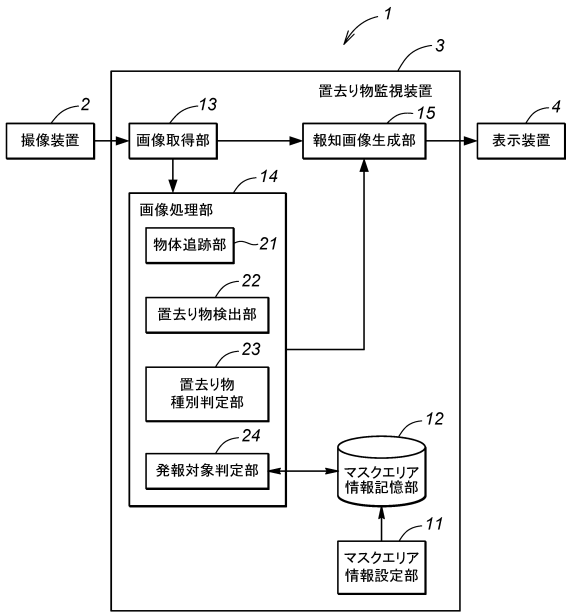 1
3
置去り物監視装置
2
撮像装置
13
画像取得部
15
報知画像生成部
4
表示装置
14
画像処理部
物体追跡部
21
22
置去り物検出部
23
置去り物
種別判定部
24
発報対象判定部
12
マスクエリア
情報記憶部
11
マスクエリア
情報設定部